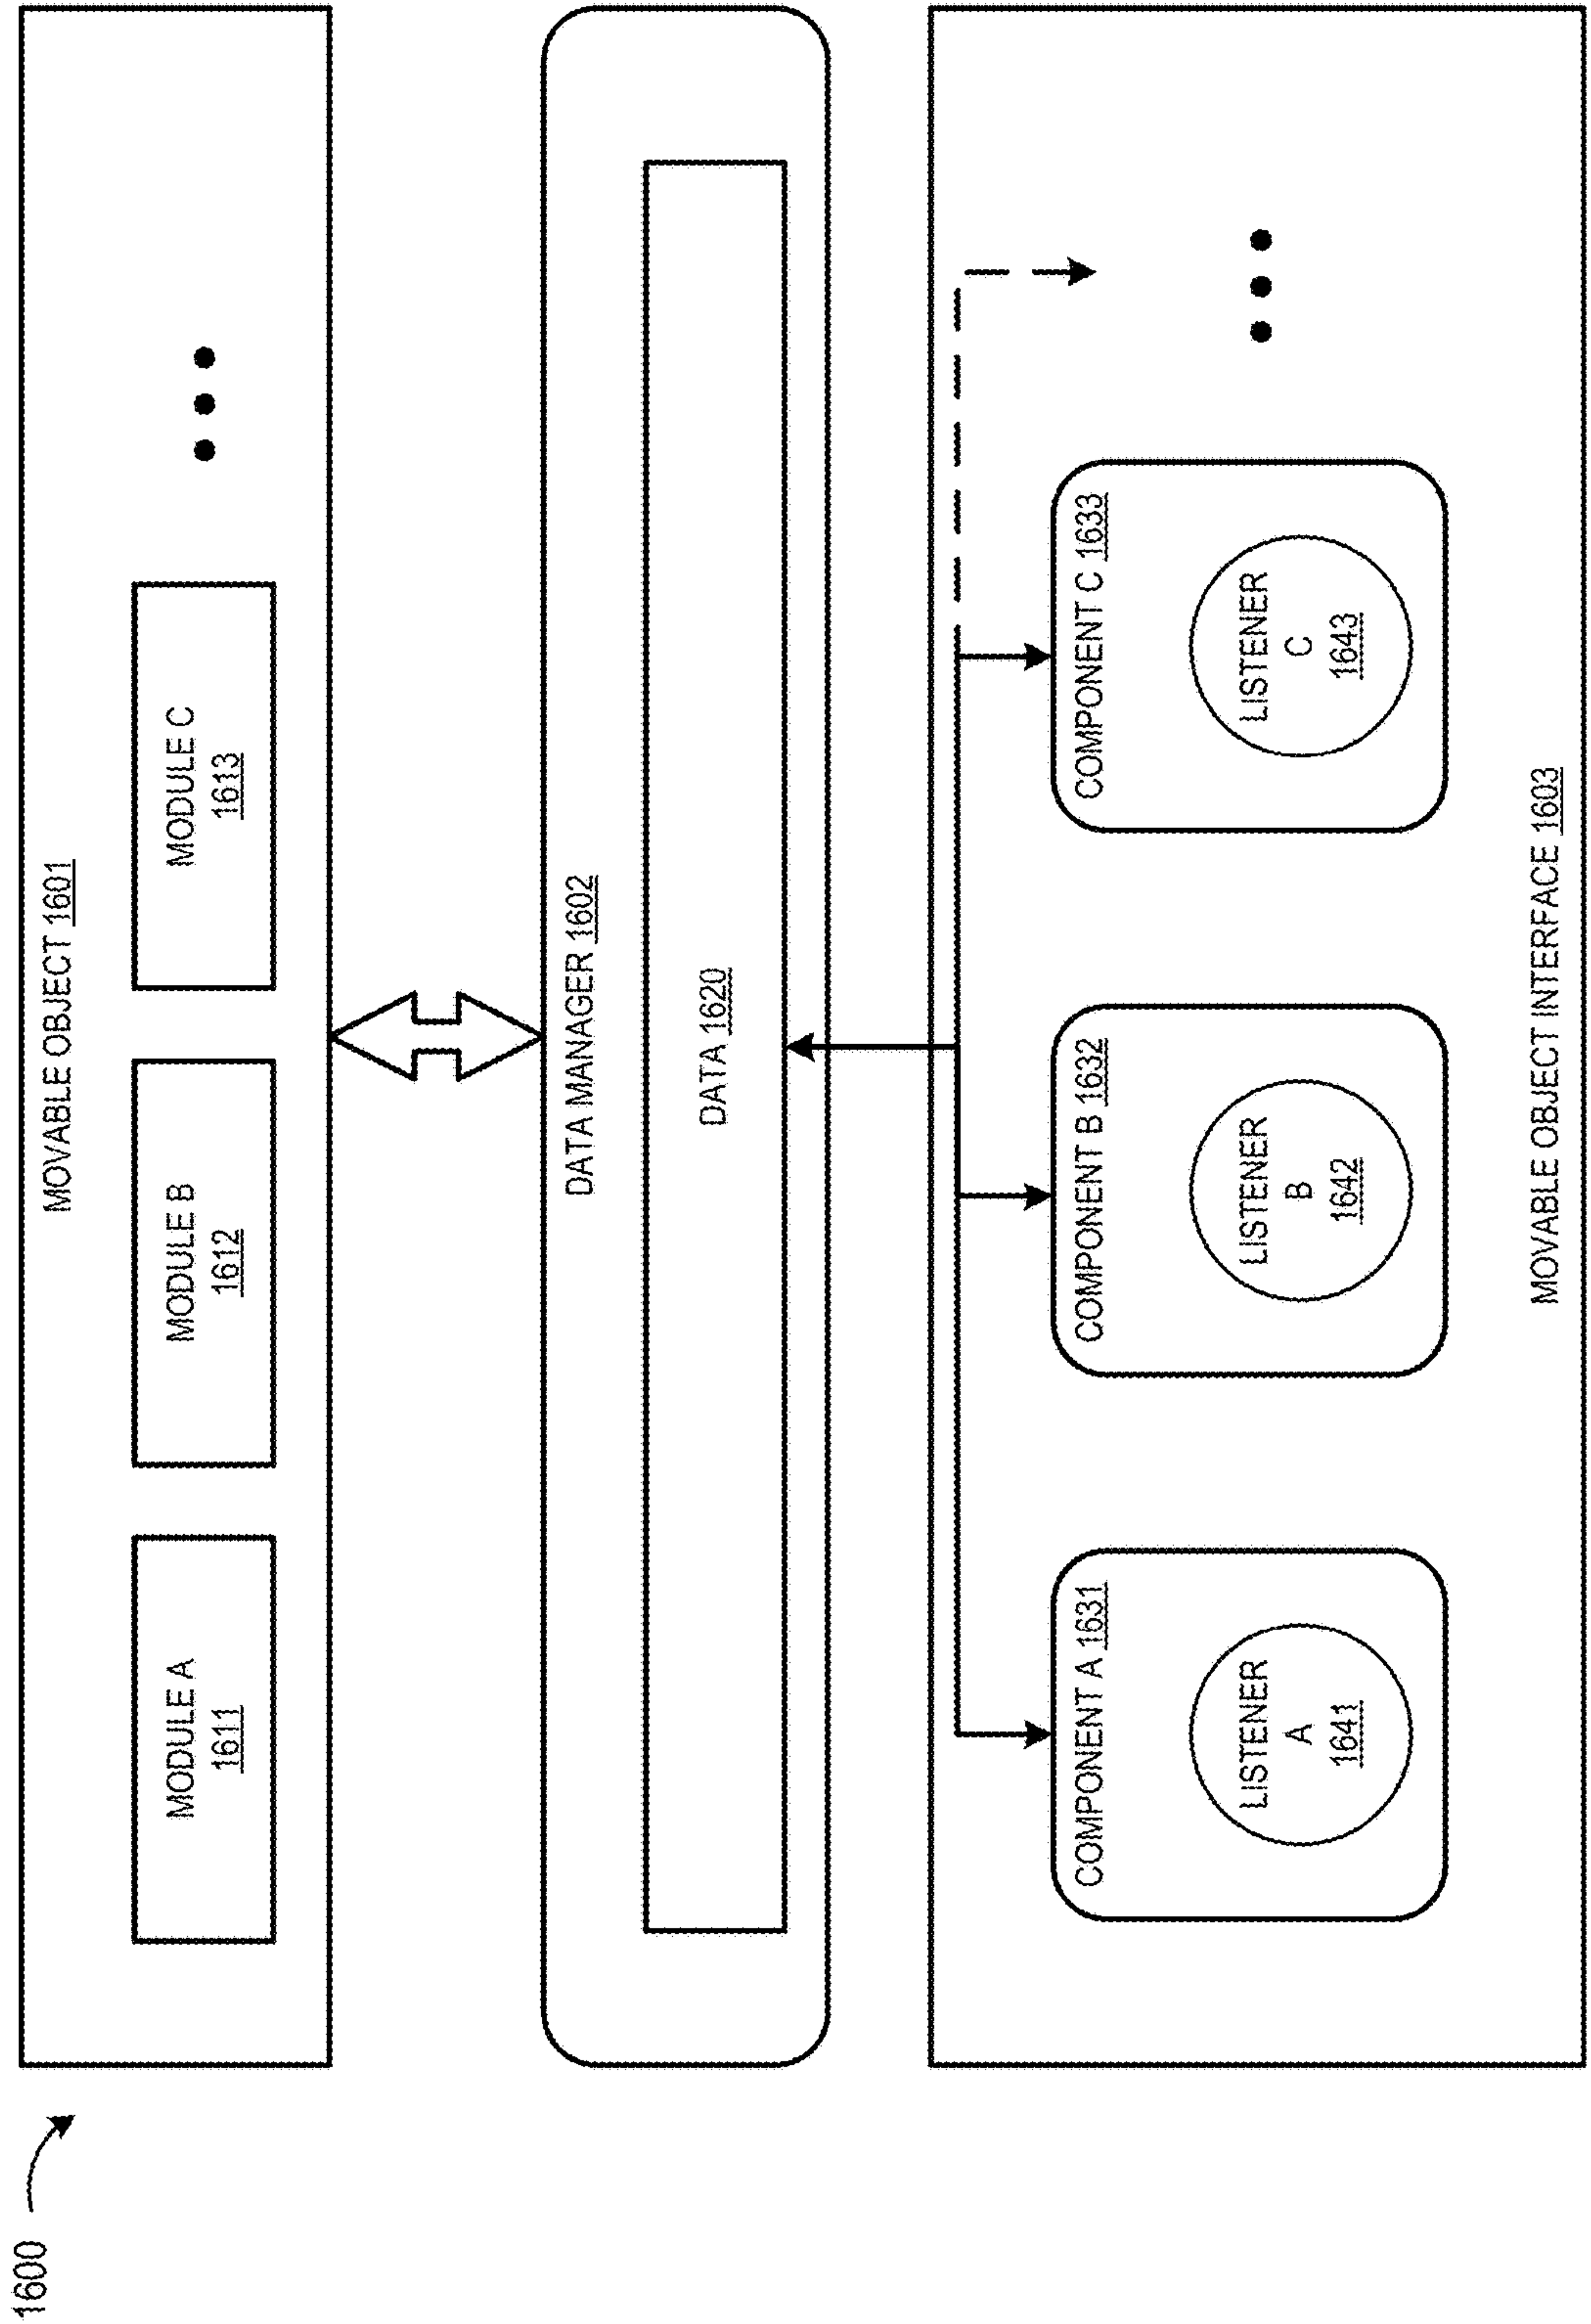 1600
MOVABLE OBJECT 1601
MODULE A
1611
MODULE B
1612
MODULE C
1613
DATA MANAGER 1602
DATA 1620
COMPONENT A 1631
LISTENER
A
1641
COMPONENT B 1632
LISTENER
B
1642
COMPONENT C 1633
LISTENER
C
1643
MOVABLE OBJECT INTERFACE 1603